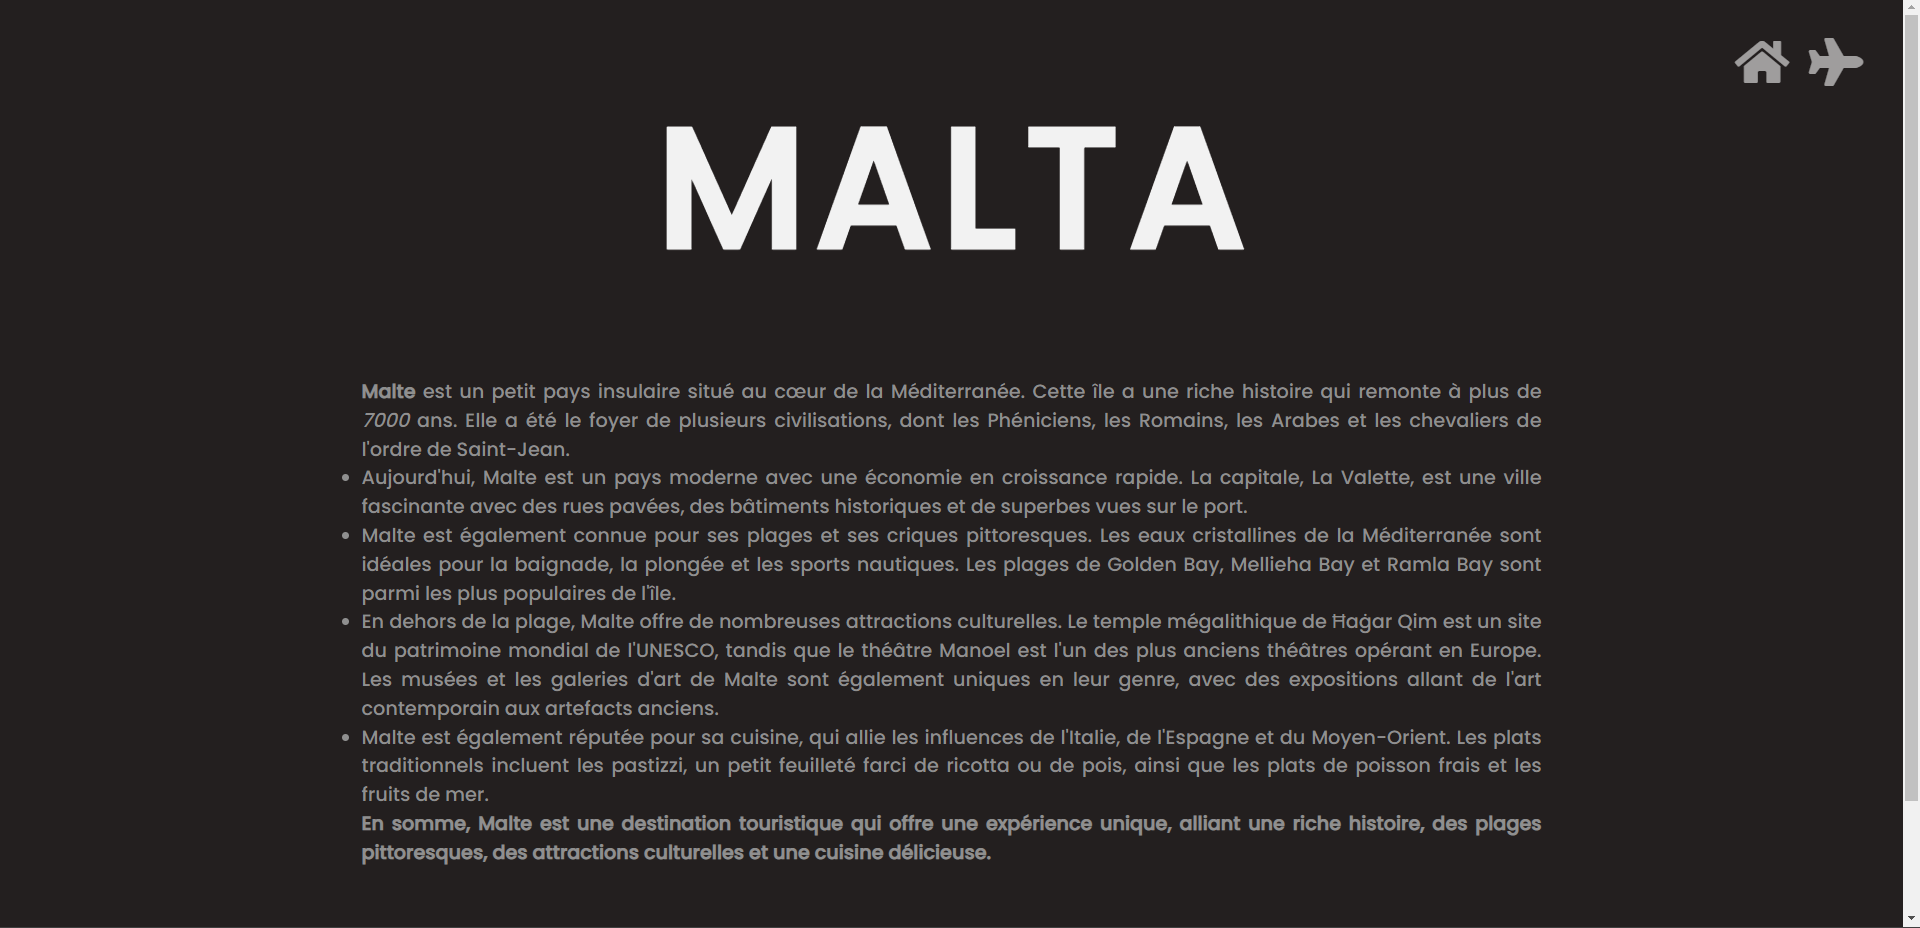 MALTA
Malte est un petit pays insulaire situé au cœur de la Méditerranée. Cette île a une riche histoire qui remonte à plus de
7000 ans. Elle a été le foyer de plusieurs civilisations, dont les Phéniciens, les Romains, les Arabes et les chevaliers de
l'ordre de Saint-Jean.
• Aujourd'hui, Malte est un pays moderne avec une économie en croissance rapide. La capitale, La Valette, est une ville
fascinante avec des rues pavées, des bâtiments historiques et de superbes vues sur le port.
• Malte est également connue pour ses plages et ses criques pittoresques. Les eaux cristallines de la Méditerranée sont
idéales pour la baignade, la plongée et les sports nautiques. Les plages de Golden Bay, Mellieha Bay et Ramla Bay sont
parmi les plus populaires de l'île.
• En dehors de la plage, Malte offre de nombreuses attractions culturelles. Le temple mégalithique de Ħaġar Qim est un site
du patrimoine mondial de l'UNESCO, tandis que le théâtre Manoel est l'un des plus anciens théâtres opérant en Europe.
Les musées et les galeries d'art de Malte sont également uniques en leur genre, avec des expositions allant de l'art
contemporain aux artefacts anciens.
• Malte est également réputée pour sa cuisine, qui allie les influences de l'Italie, de l'Espagne et du Moyen-Orient. Les plats
traditionnels incluent les pastizzi, un petit feuilleté farci de ricotta ou de pois, ainsi que les plats de poisson frais et les
fruits de mer.
En somme, Malte est une destination touristique qui offre une expérience unique, alliant une riche histoire, des plages
pittoresques, des attractions culturelles et une cuisine délicieuse.